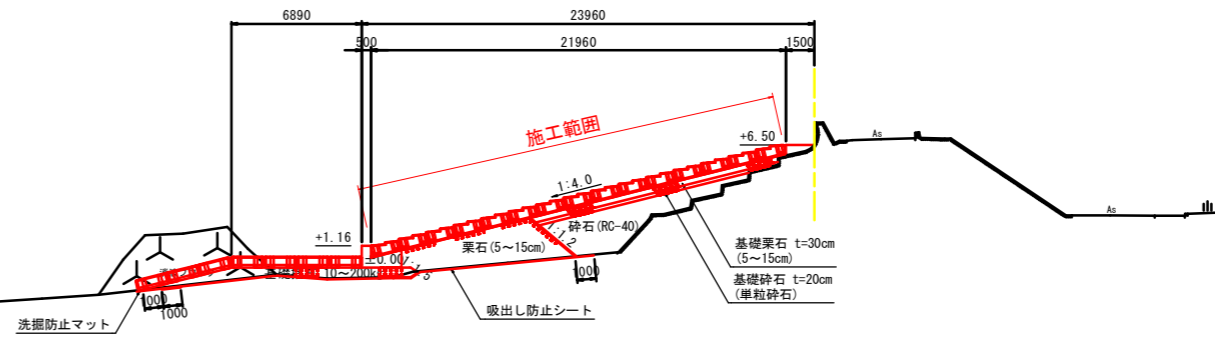 6890
23960
500
21960
1500
施工範囲
+6.50
As
1:4.0
砕石(RC-40)
+1.16
栗石(5～15cm)
1:1.2
As
±0.00
10～200k
基礎栗石 t=30cm
(5～15cm)
基礎砕石 t=20cm
(単粒砕石)
1000
1000
1000
吸出し防止シート
洗掘防止マット